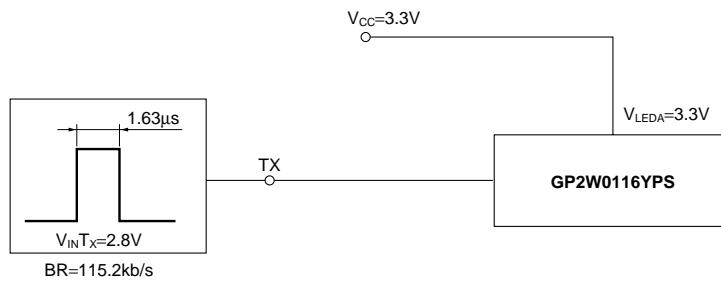 VCC=3.3V
1.63μs
VLEDA=3.3V
TX
GP2W0116YPS
VINTX=2.8V
BR=115.2kb/s